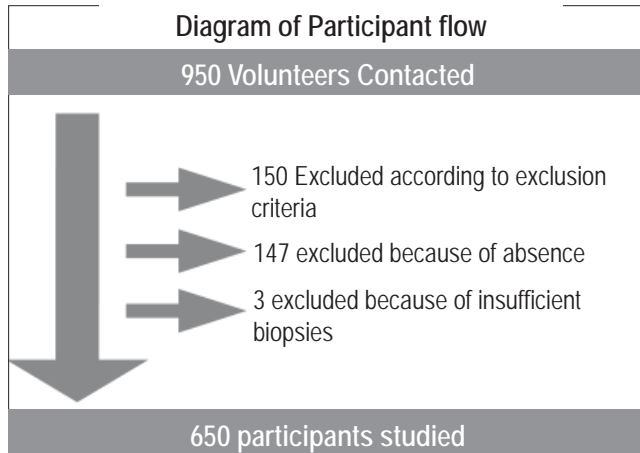 Diagram of Participant flow
950 Volunteers Contacted
150 Excluded according to exclusion
criteria
147 excluded because of absence
3 excluded because of insufficient
biopsies
650 participants studied